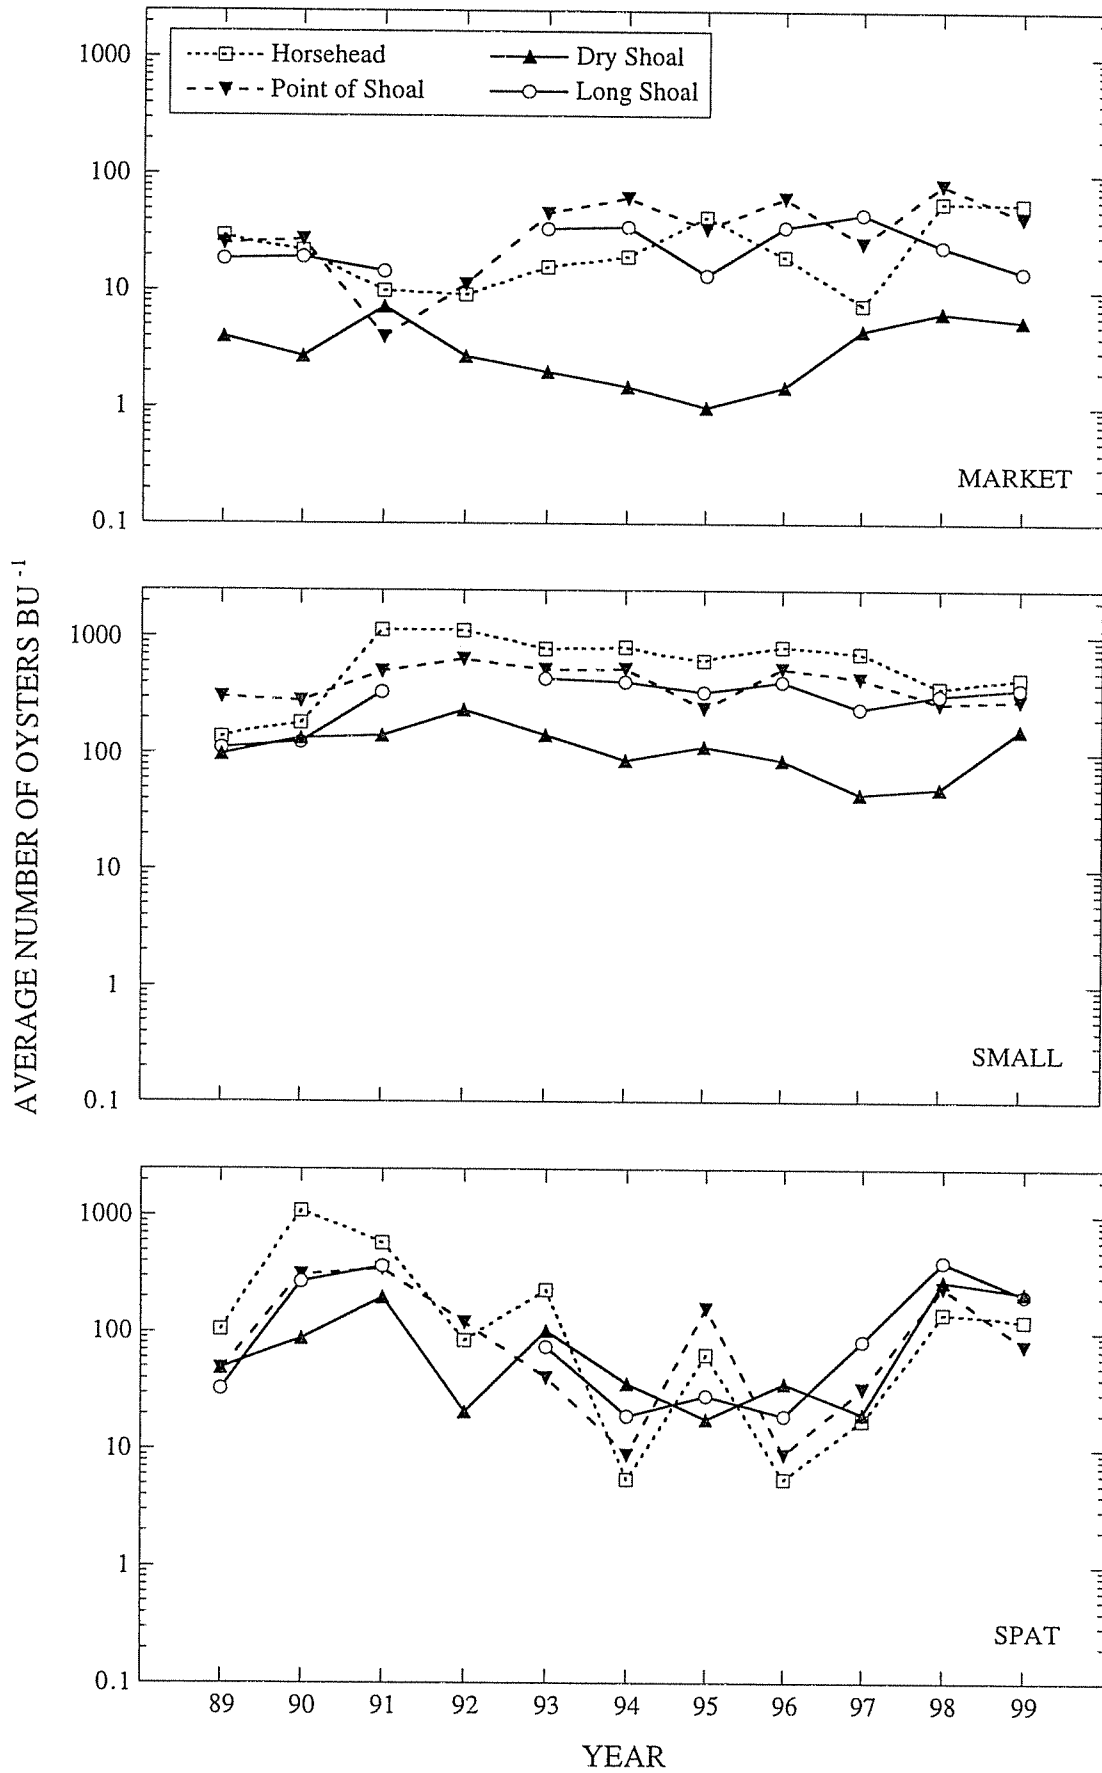 1000
Horsehead
Dry Shoal
Point of Shoal
Long Shoal
100
10
1
0.1
MARKET
AVERAGE NUMBER OF OYSTERS BU -1
1000
100
10
1
0.1
SMALL
1000
100
10
1
0.1
SPAT
89 90 91 92 93 94 95 96 97 98 99
YEAR